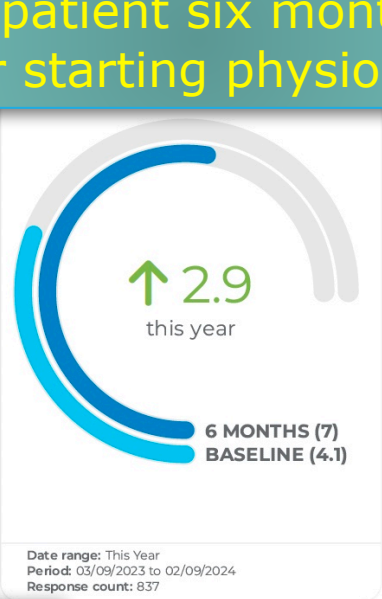 patient six mont
r starting physio
↑ 2.9
this year
6 MONTHS (7)
BASELINE (4.1)
Date range: This Year
Period: 03/09/2023 to 02/09/2024
Response count: 837